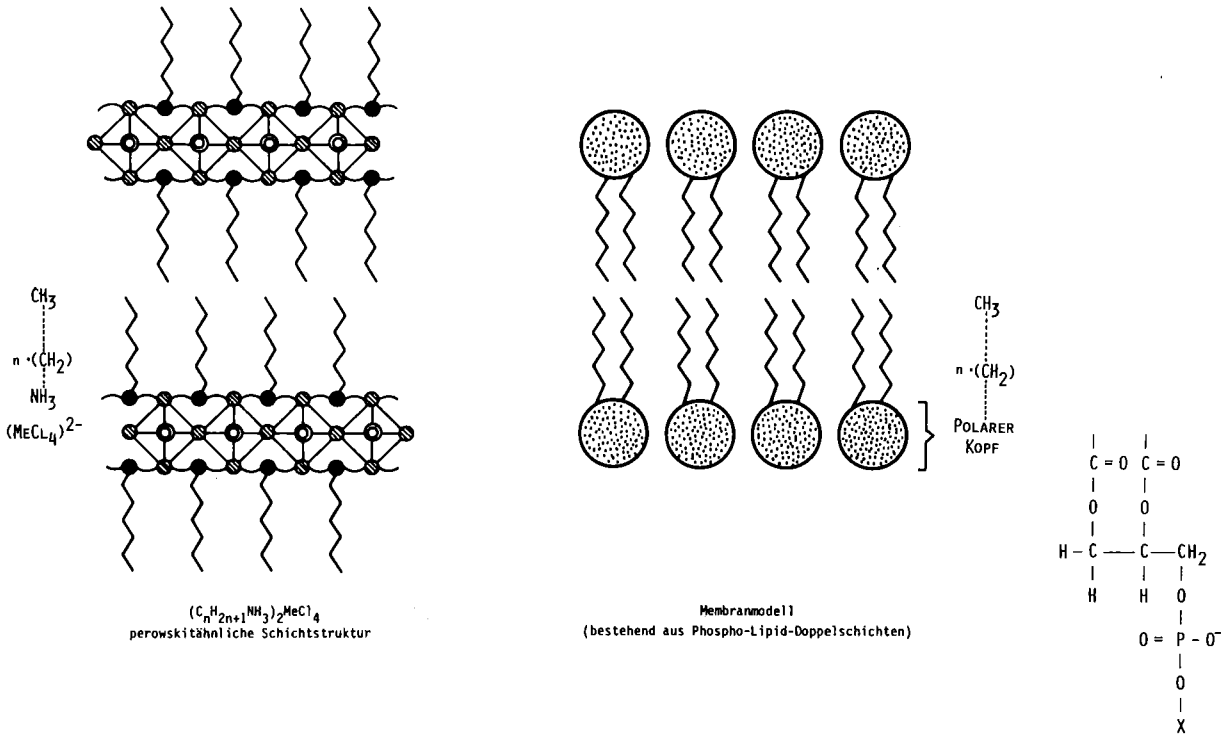 CH3
n·(CH2)
NH3
(MECL4)2−
(CnH2n+1NH3)2MeCl4
perowskitähnliche Schichtstruktur
CH3
n·(CH2)
POLARER
KOPF
Membranmodell
(bestehend aus Phospho-Lipid-Doppelschichten)
C = O C = O
O O
H – C — C — CH2
H H O
O = P – O−
O
X